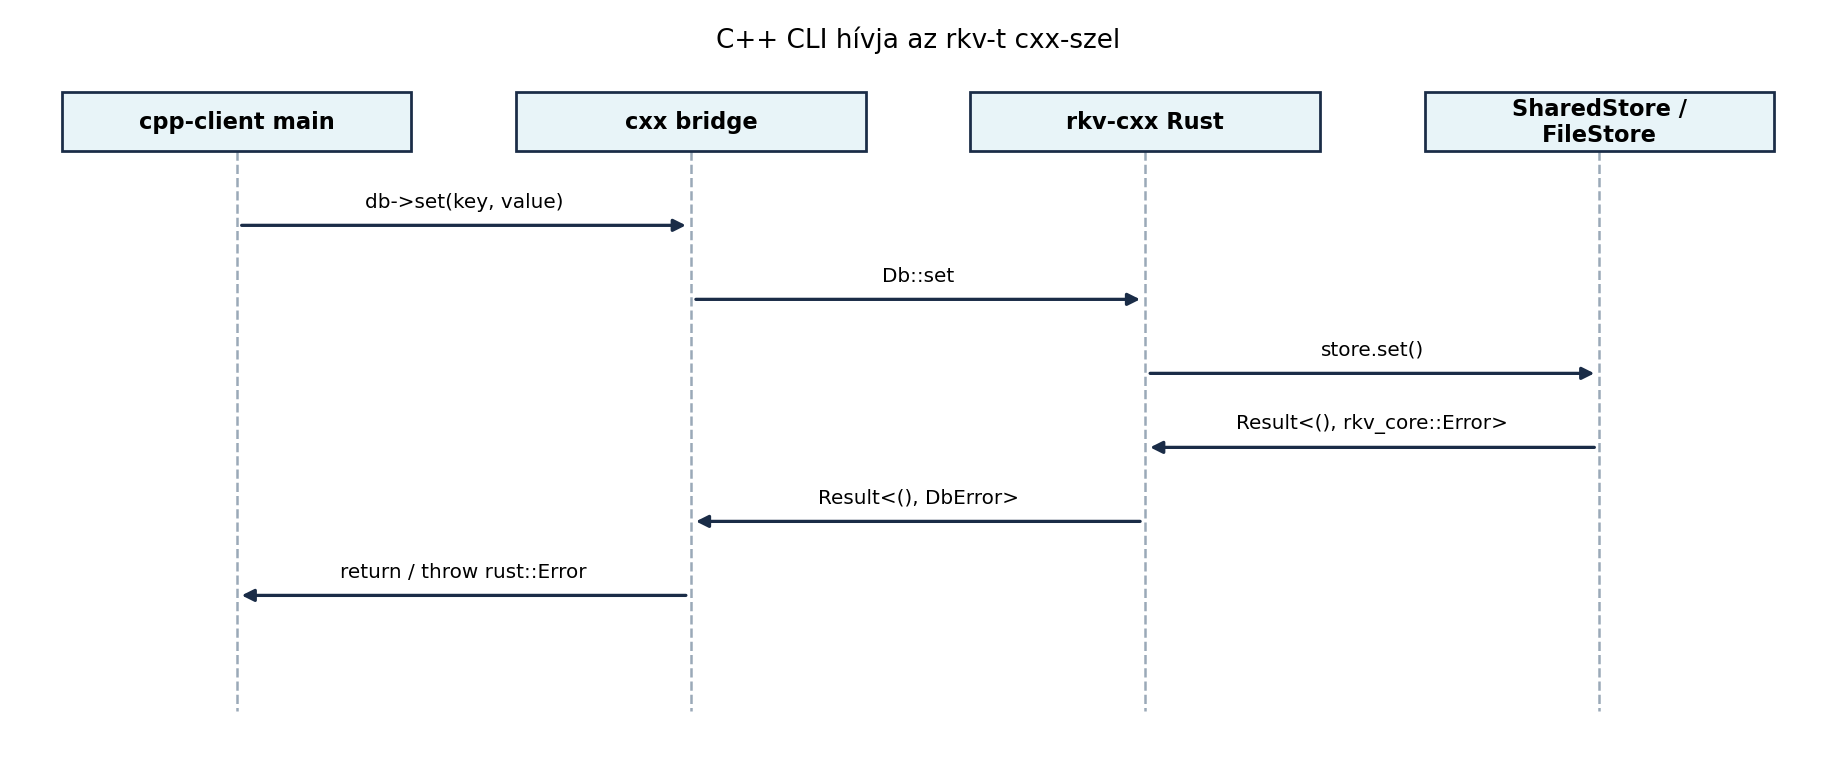 C++ CLI hívja az rkv-t cxx-szel
cpp-client main
cxx bridge
rkv-cxx Rust
SharedStore /
FileStore
db->set(key, value)
Db::set
store.set()
Result<(), rkv_core::Error>
Result<(), DbError>
return / throw rust::Error